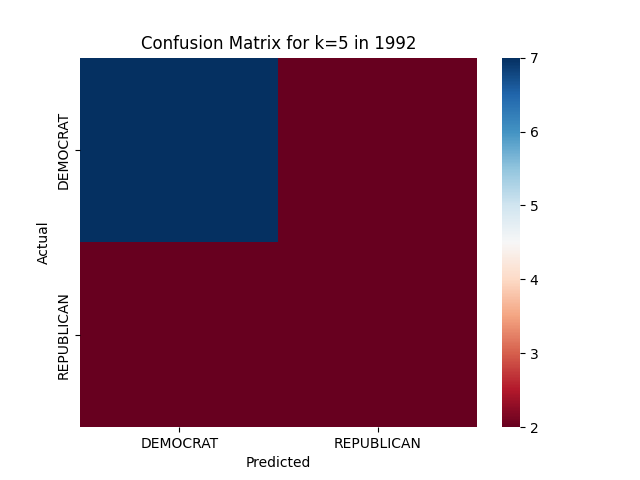 Confusion Matrix for k=5 in 1992
DEMOCRAT
REPUBLICAN
Actual
DEMOCRAT
REPUBLICAN
Predicted
7
6
5
4
3
2